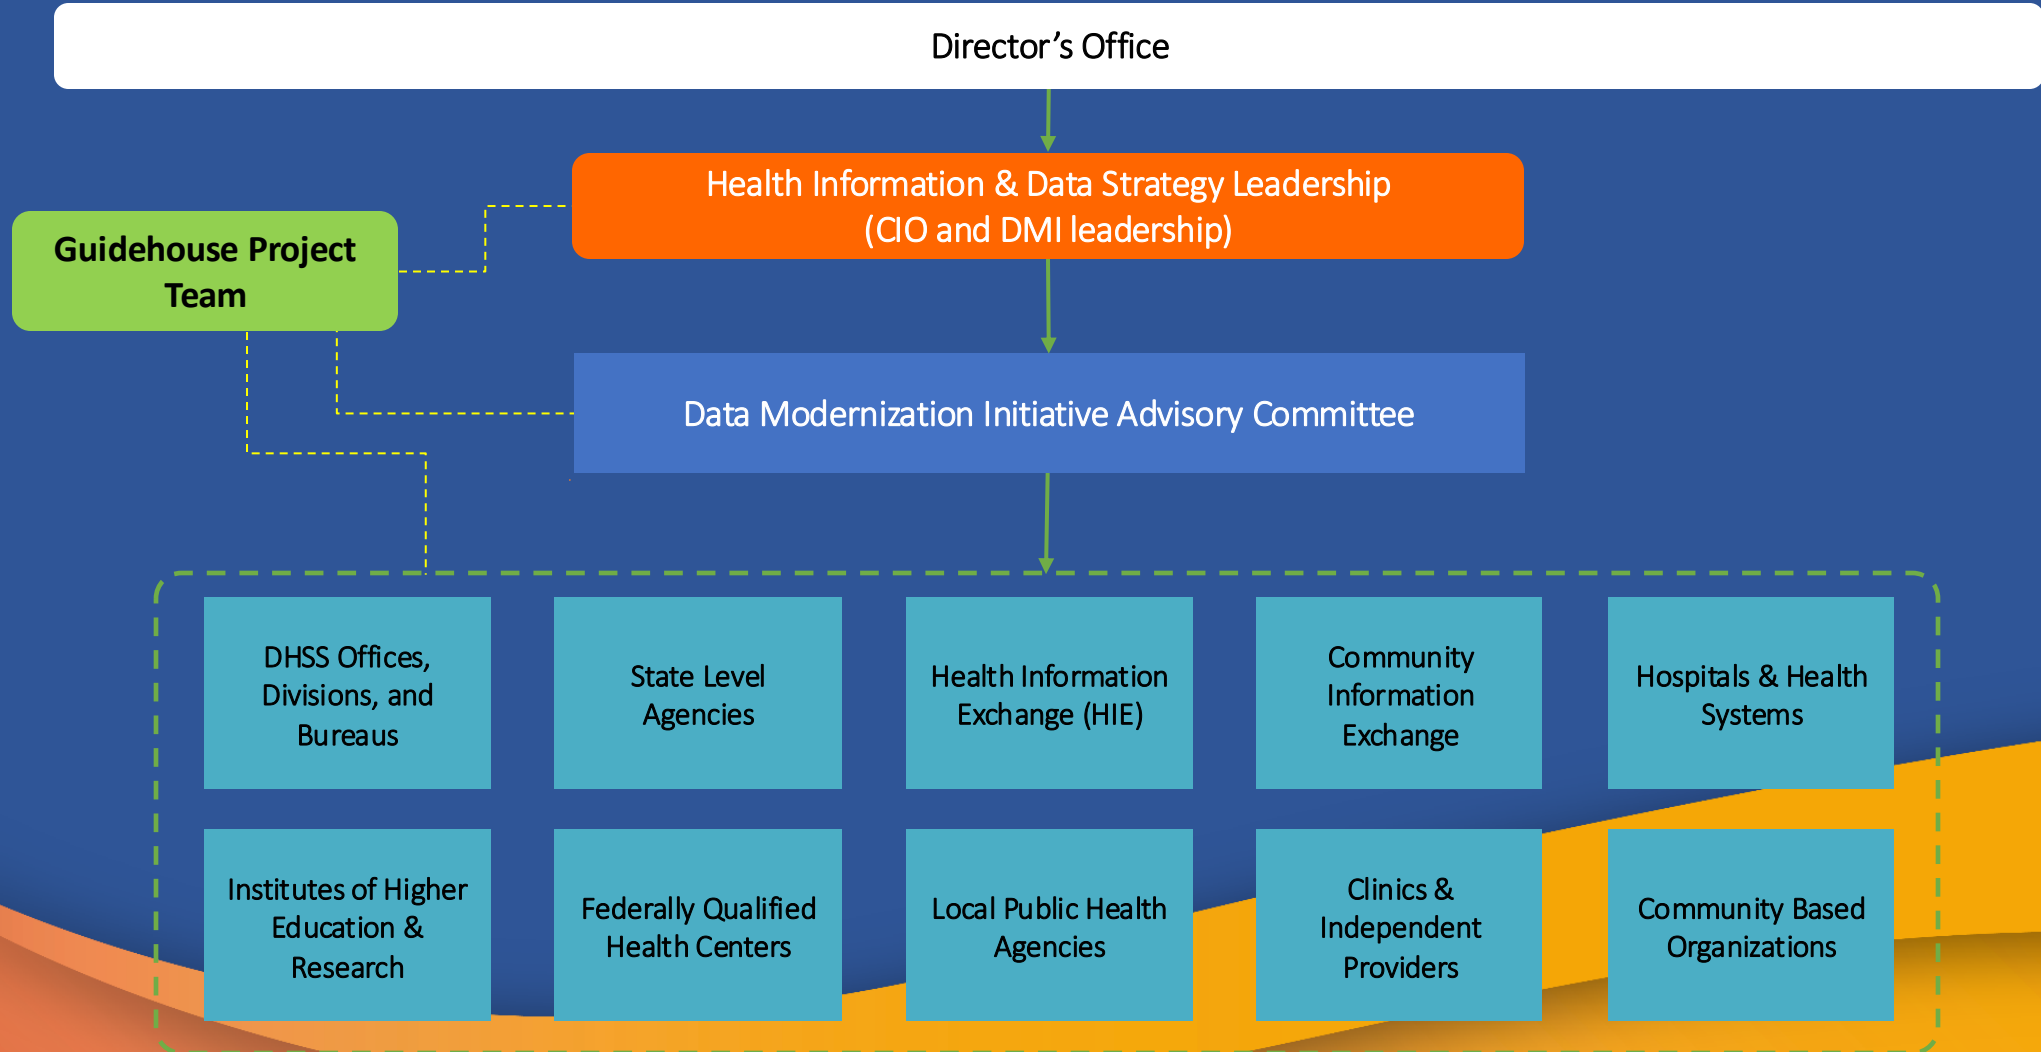 Director’s Office
Health Information & Data Strategy Leadership
(CIO and DMI leadership)
Guidehouse Project
Team
Data Modernization Initiative Advisory Committee
DHSS Offices,
Divisions, and
Bureaus
State Level
Agencies
Health Information
Exchange (HIE)
Community
Information
Exchange
Hospitals & Health
Systems
Institutes of Higher
Education &
Research
Federally Qualified
Health Centers
Local Public Health
Agencies
Clinics &
Independent
Providers
Community Based
Organizations